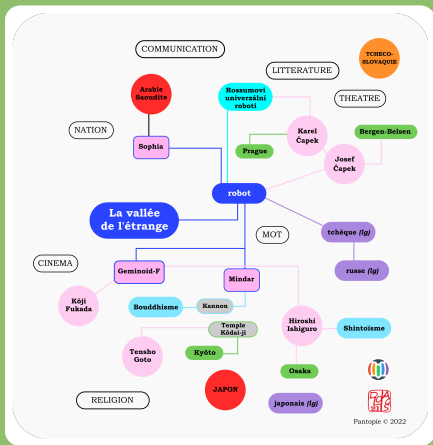 COMMUNICATION
TCHECO-
SLOVAQUIE
LITTERATURE
Arabie
Saoudite
Rossumovi
univerzální
roboti
THEATRE
NATION
Karel
Čapek
Bergen-Belsen
Sophia
Prague
Josef
Čapek
robot
La vallée
de l'étrange
tchèque (lg)
MOT
CINEMA
Geminoid-F
russe (lg)
Mindar
Kōji
Fukada
Bouddhisme
Kannon
Hiroshi
Ishiguro
Shintoïsme
Temple
Kōdai-ji
Tensho
Goto
Kyōto
Osaka
JAPON
RELIGION
japonais (lg)
Pantopic © 2022